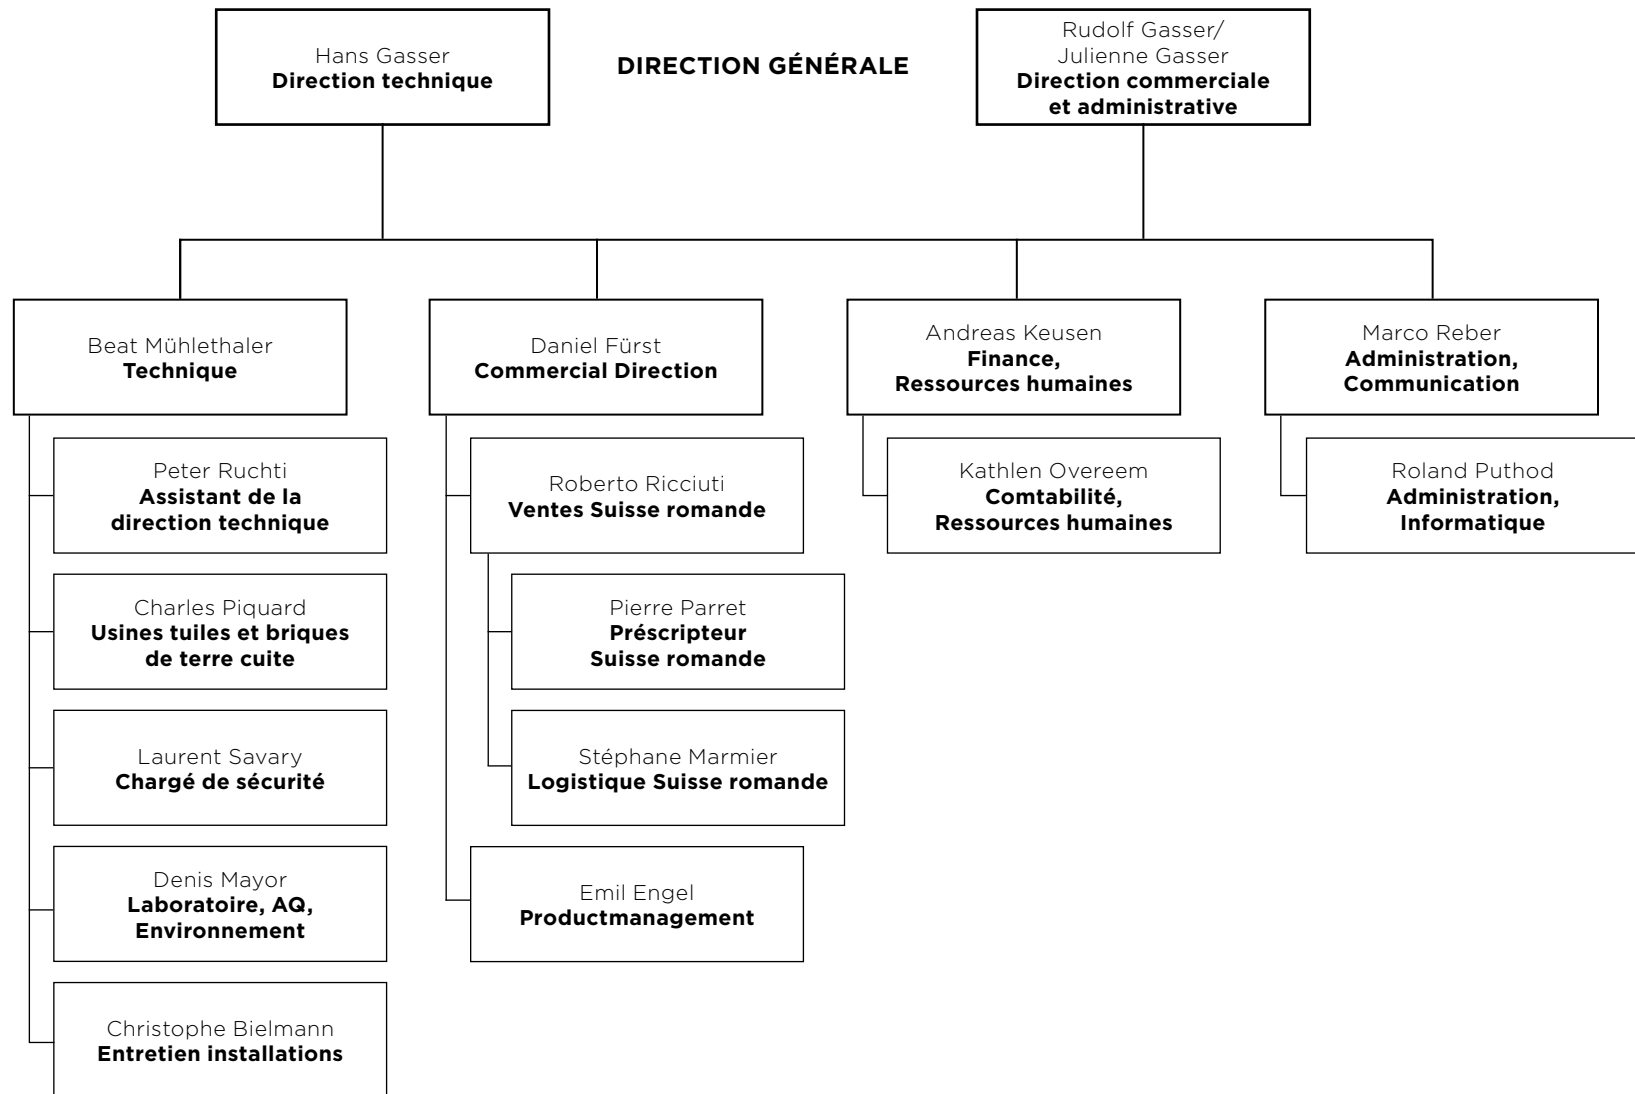 Hans Gasser
Direction technique
DIRECTION GÉNÉRALE
Rudolf Gasser/
Julienne Gasser
Direction commerciale
et administrative
Beat Mühlethaler
Technique
Peter Ruchti
Assistant de la
direction technique
Charles Piquard
Usines tuiles et briques
de terre cuite
Laurent Savary
Chargé de sécurité
Denis Mayor
Laboratoire, AQ,
Environnement
Christophe Bielmann
Entretien installations
Daniel Fürst
Commercial Direction
Roberto Ricciuti
Ventes Suisse romande
Pierre Parret
Préscripteur
Suisse romande
Stéphane Marmier
Logistique Suisse romande
Emil Engel
Productmanagement
Andreas Keusen
Finance,
Ressources humaines
Kathlen Overeem
Comtabilité,
Ressources humaines
Marco Reber
Administration,
Communication
Roland Puthod
Administration,
Informatique